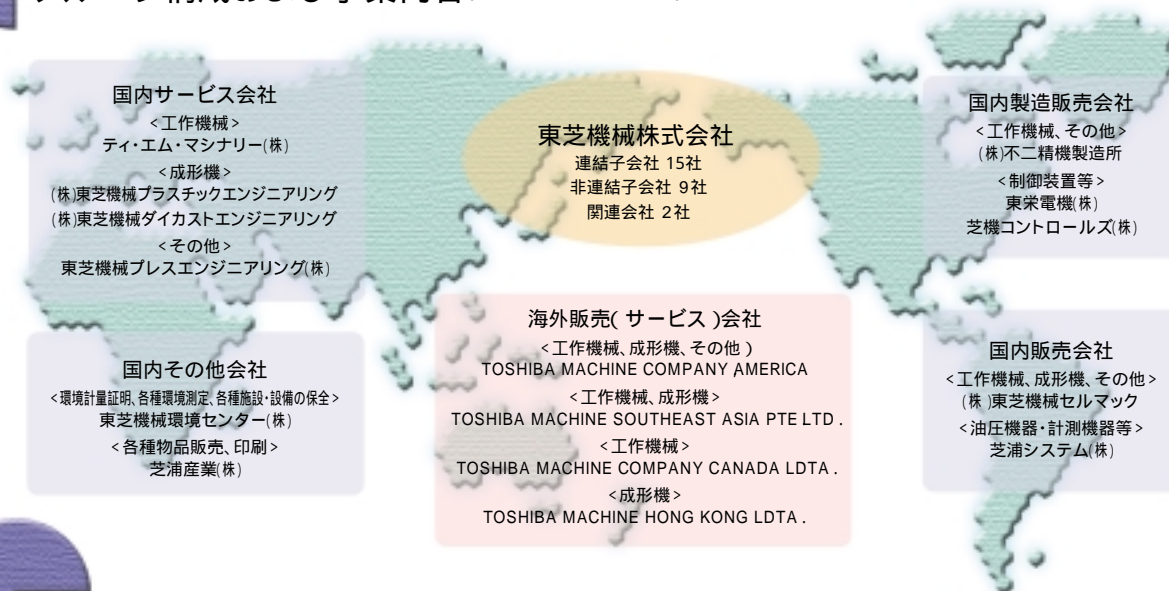 国内サービス会社
<工作機械>
ティ・エム・マシナリー(株)
<成形機>
(株)東芝機械プラスチックエンジニアリング
(株)東芝機械ダイカストエンジニアリング
<その他>
東芝機械プレスエンジニアリング(株)
東芝機械株式会社
連結子会社 15社
非連結子会社 9社
関連会社 2社
国内製造販売会社
<工作機械、その他>
(株)不二精機製造所
<制御装置等>
東栄電機(株)
芝機コントロールズ(株)
国内その他会社
<環境計量証明、各種環境測定、各種施設・設備の保全>
東芝機械環境センター(株)
<各種物品販売、印刷>
芝浦産業(株)
海外販売(サービス)会社
<工作機械、成形機、その他)
TOSHIBA MACHINE COMPANY AMERICA
<工作機械、成形機>
TOSHIBA MACHINE SOUTHEAST ASIA PTE LTD .
<工作機械>
TOSHIBA MACHINE COMPANY CANADA LDTA .
<成形機>
TOSHIBA MACHINE HONG KONG LDTA .
国内販売会社
<工作機械、成形機、その他>
(株)東芝機械セルマック
<油圧機器・計測機器等>
芝浦システム(株)